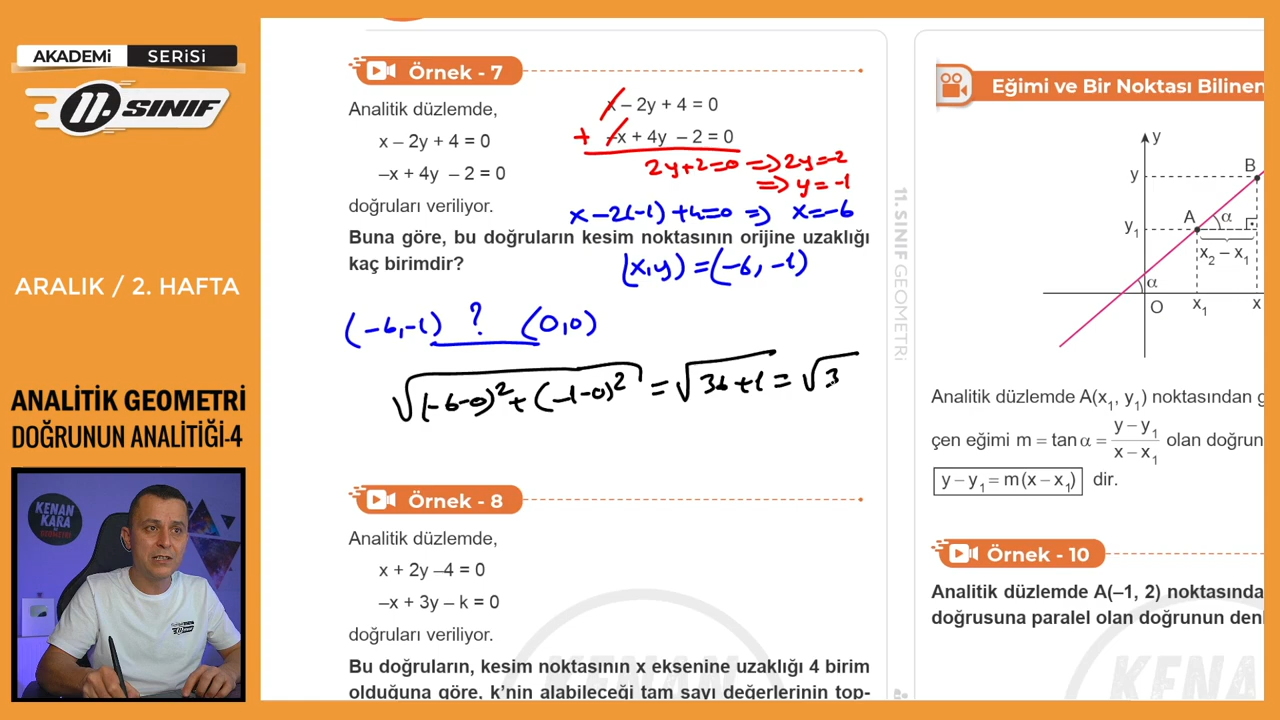 AKADEMİ SERİSİ
11. SINIF
ARALIK / 2. HAFTA
ANALİTİK GEOMETRİ
DOĞRUNUN ANALİTİĞİ-4
KENAN
KARA
Örnek - 7
Analitik düzlemde,
x – 2y + 4 = 0
–x + 4y – 2 = 0
doğruları veriliyor.
x – 2y + 4 = 0
+ –x + 4y – 2 = 0
2y+2=0 => 2y=-2
=> y=-1
x-2(-1)+4=0 => x=-6
Buna göre, bu doğruların kesim noktasının orijine uzaklığı
kaç birimdir?
(x,y)=(-6,-1)
(-6,-1) ? (0,0)
√(-6-0)²+(-1-0)² = √36+1 = √3
Örnek - 8
Analitik düzlemde,
x + 2y –4 = 0
–x + 3y – k = 0
doğruları veriliyor.
Bu doğruların, kesim noktasının x eksenine uzaklığı 4 birim
olduğuna göre, k'nin alabileceği tam sayı değerlerinin top-
11. SINIF GEOMETRİ
Eğimi ve Bir Noktası Bilinen
y
y B
y₁ A α
x₂ – x₁
α
O x₁ x
Analitik düzlemde A(x₁, y₁) noktasından g
çen eğimi m = tan α = y – y₁ / x – x₁ olan doğrun
y – y₁ = m(x – x₁) dir.
Örnek - 10
Analitik düzlemde A(–1, 2) noktasında
doğrusuna paralel olan doğrunun denk
KENAN
KENA